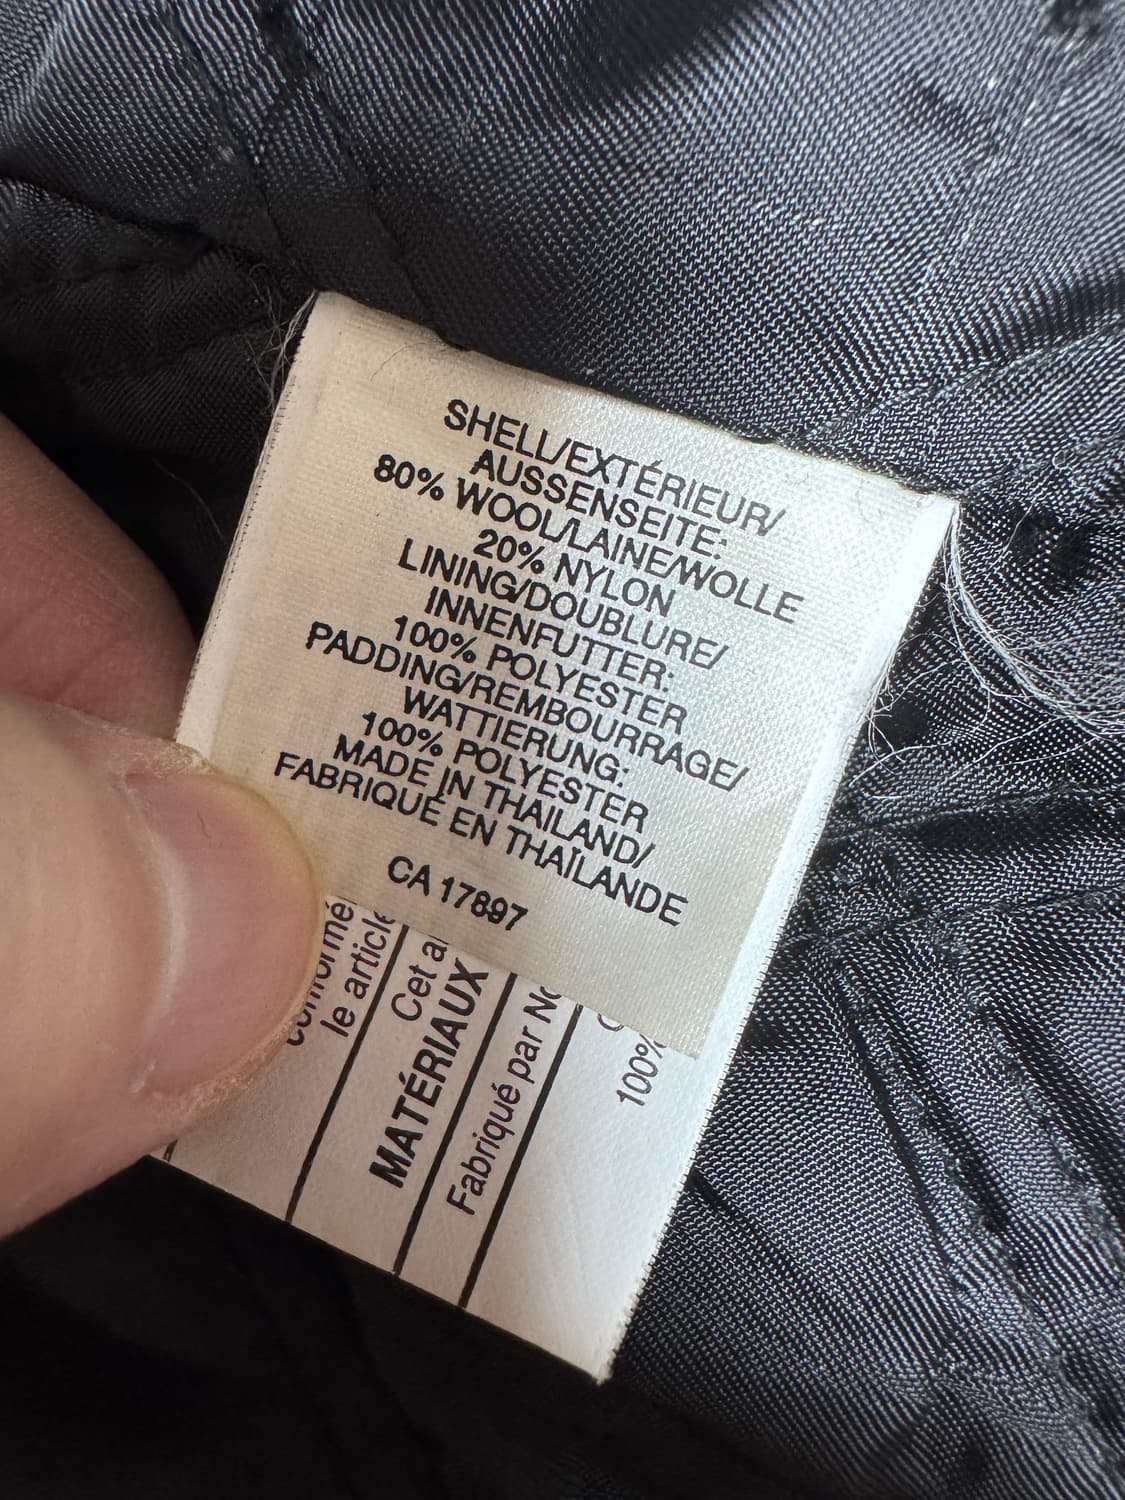 SHELL/EXTÉRIEUR/
AUSSENSEITE:
80% WOOL/LAINE/WOLLE
20% NYLON
LINING/DOUBLURE/
INNENFUTTER:
100% POLYESTER
PADDING/REMBOURRAGE/
WATTIERUNG:
100% POLYESTER
MADE IN THAILAND/
FABRIQUÉ EN THAÏLANDE
CA 17897
le article
Cet a
MATÉRIAUX
Fabriqué par No
100%